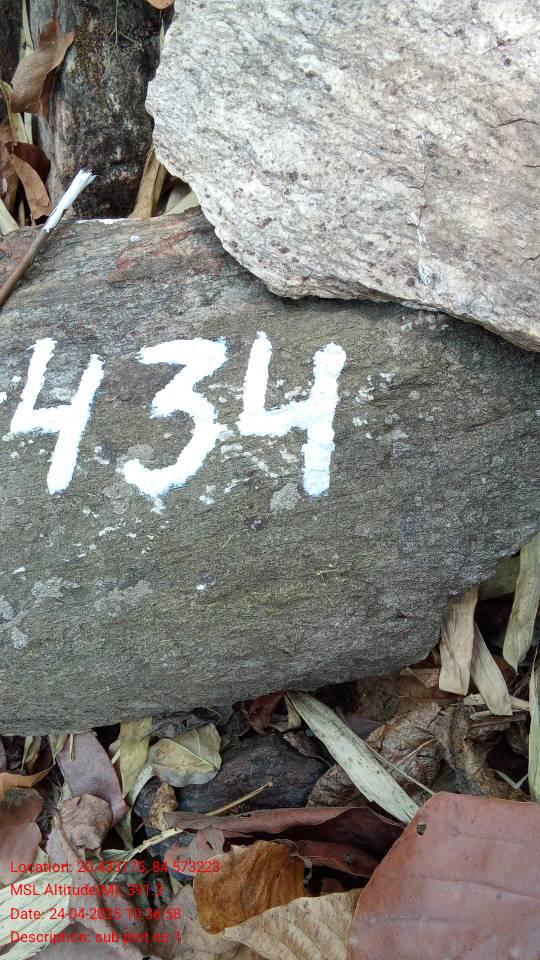 434
Location: 20.433175, 84.573223
MSL Altitude(M): 391.3
Date: 24-04-2025 10:36:58
Description: sub plot no 1